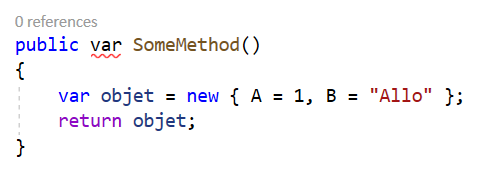 0 references
public var SomeMethod()
{
    var objet = new { A = 1, B = "Allo" };
    return objet;
}